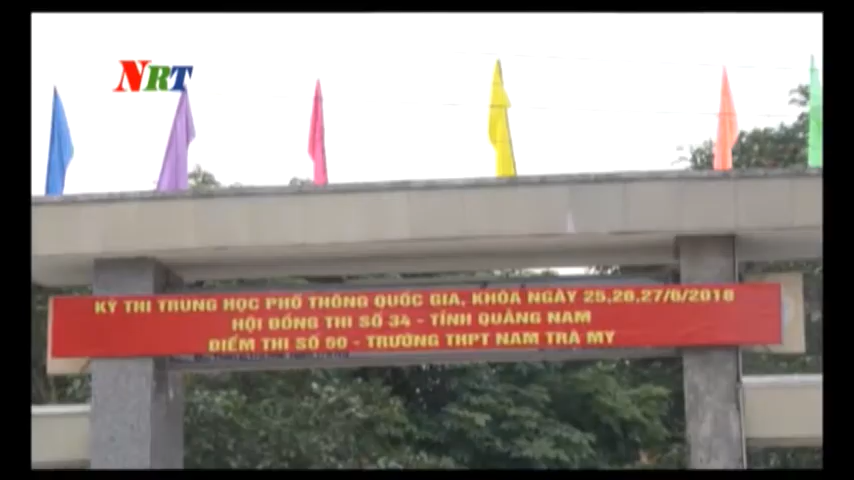 NRT
KỲ THI TRUNG HỌC PHỔ THÔNG QUỐC GIA, KHÓA NGÀY 25,26,27/6/2018
HỘI ĐỒNG THI SỐ 34 - TỈNH QUẢNG NAM
ĐIỂM THI SỐ 50 - TRƯỜNG THPT NAM TRÀ MY